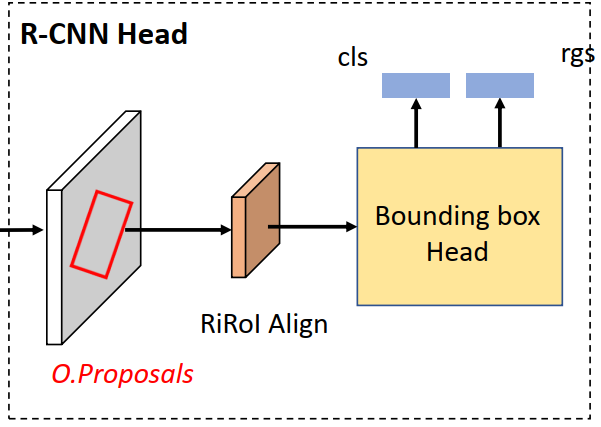 R-CNN Head
cls
rgs
Bounding box
Head
RiRoI Align
O.Proposals